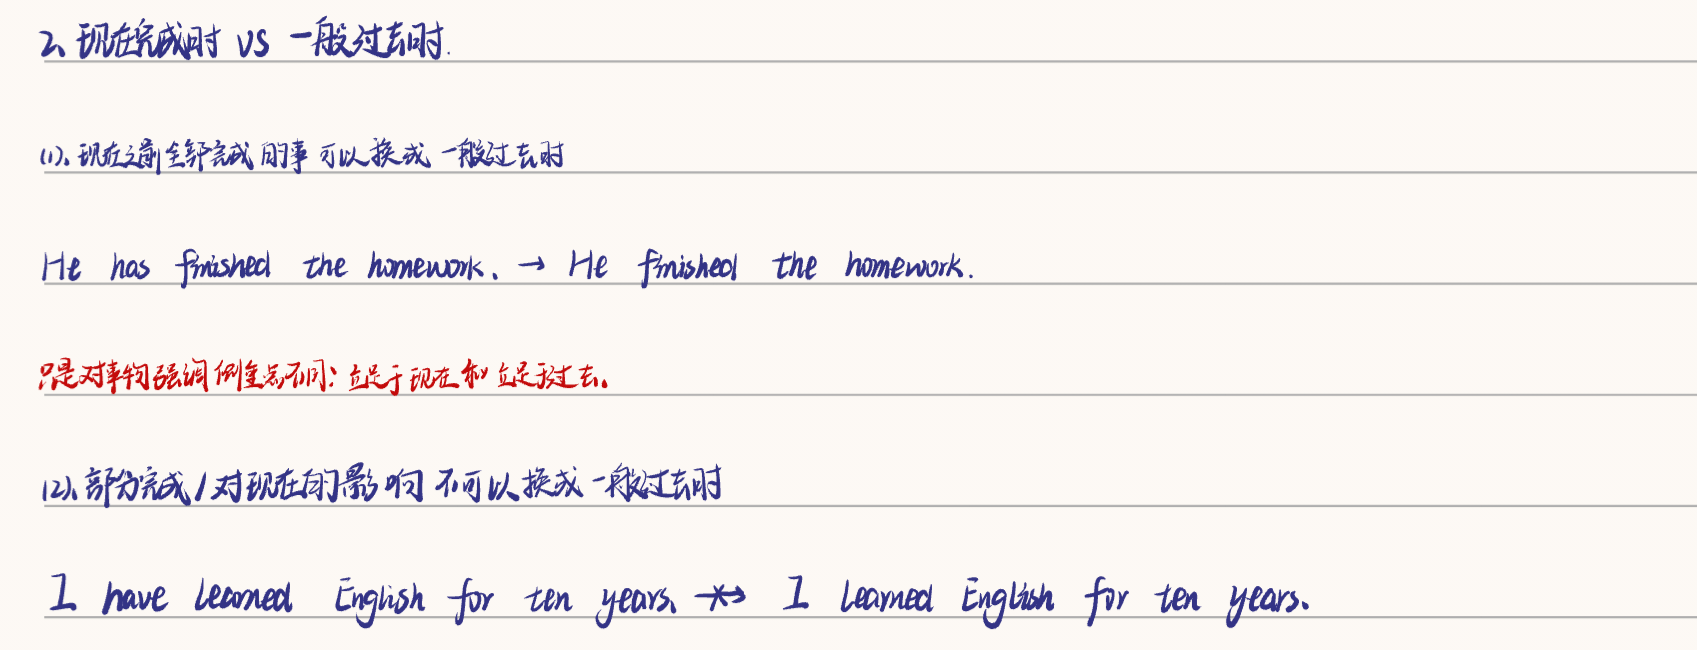 2、现在完成时 vs 一般过去时.
(1)、现在之前全部完成的事可以换成一般过去时
He has finished the homework. → He finished the homework.
只是对事物强调侧重点不同：立足于现在和立足于过去。
(2)、部分完成/对现在的影响不可以换成一般过去时
I have learned English for ten years. ↛ I learned English for ten years.